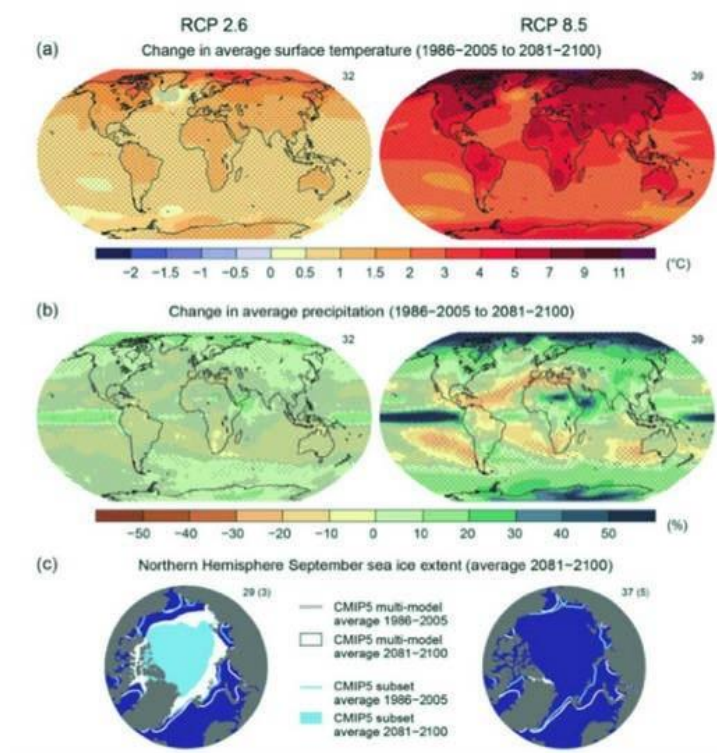 RCP 2.6 RCP 8.5
(a) Change in average surface temperature (1986−2005 to 2081−2100)
32 39
−2 −1.5 −1 −0.5 0 0.5 1 1.5 2 3 4 5 7 9 11 (°C)
(b) Change in average precipitation (1986−2005 to 2081−2100)
32 39
−50 −40 −30 −20 −10 0 10 20 30 40 50 (%)
(c) Northern Hemisphere September sea ice extent (average 2081−2100)
29 (3) 37 (5)
CMIP5 multi-model
average 1986−2005
CMIP5 multi-model
average 2081−2100
CMIP5 subset
average 1986−2005
CMIP5 subset
average 2081−2100